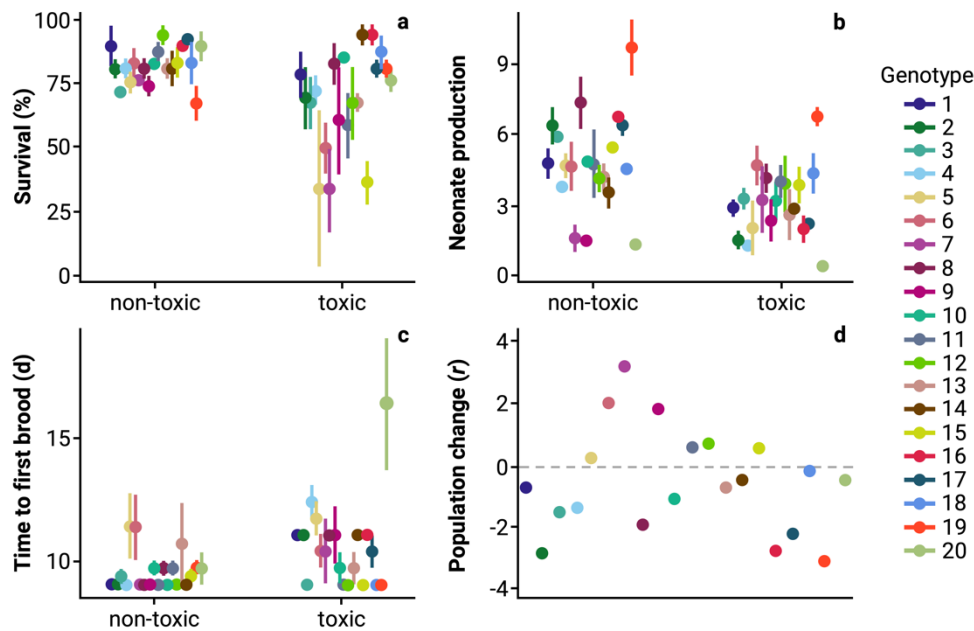 a
100
75
50
25
0
Survival (%)
non-toxic
toxic
b
9
6
3
0
Neonate production
non-toxic
toxic
c
15
10
Time to first brood (d)
non-toxic
toxic
d
4
2
0
-2
-4
Population change (r)
Genotype
1
2
3
4
5
6
7
8
9
10
11
12
13
14
15
16
17
18
19
20